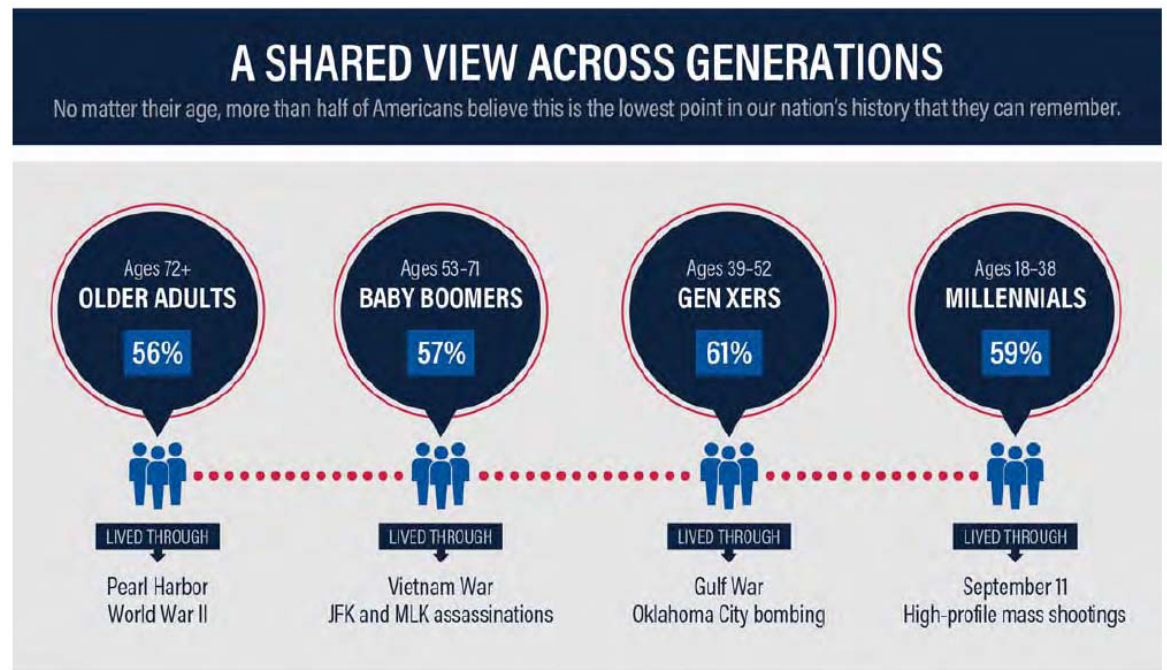 A SHARED VIEW ACROSS GENERATIONS
No matter their age, more than half of Americans believe this is the lowest point in our nation's history that they can remember.
Ages 72+
OLDER ADULTS
56%
LIVED THROUGH
Pearl Harbor
World War II
Ages 53-71
BABY BOOMERS
57%
LIVED THROUGH
Vietnam War
JFK and MLK assassinations
Ages 39-52
GEN XERS
61%
LIVED THROUGH
Gulf War
Oklahoma City bombing
Ages 18-38
MILLENNIALS
59%
LIVED THROUGH
September 11
High-profile mass shootings